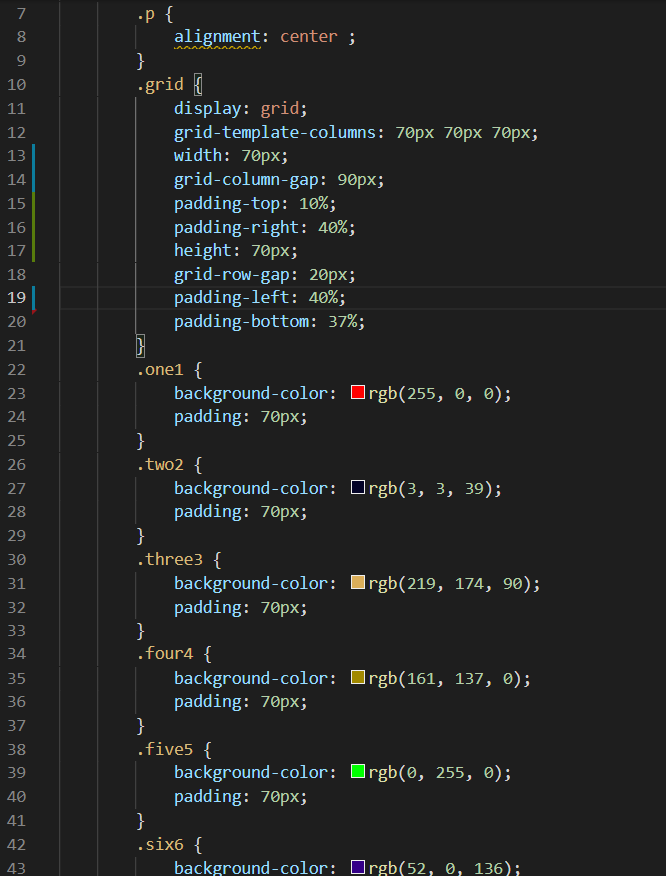 7 .p {
8 alignment: center ;
9 }
10 .grid {
11 display: grid;
12 grid-template-columns: 70px 70px 70px;
13 width: 70px;
14 grid-column-gap: 90px;
15 padding-top: 10%;
16 padding-right: 40%;
17 height: 70px;
18 grid-row-gap: 20px;
19 padding-left: 40%;
20 padding-bottom: 37%;
21 }
22 .one1 {
23 background-color: rgb(255, 0, 0);
24 padding: 70px;
25 }
26 .two2 {
27 background-color: rgb(3, 3, 39);
28 padding: 70px;
29 }
30 .three3 {
31 background-color: rgb(219, 174, 90);
32 padding: 70px;
33 }
34 .four4 {
35 background-color: rgb(161, 137, 0);
36 padding: 70px;
37 }
38 .five5 {
39 background-color: rgb(0, 255, 0);
40 padding: 70px;
41 }
42 .six6 {
43 background-color: rgb(52, 0, 136);